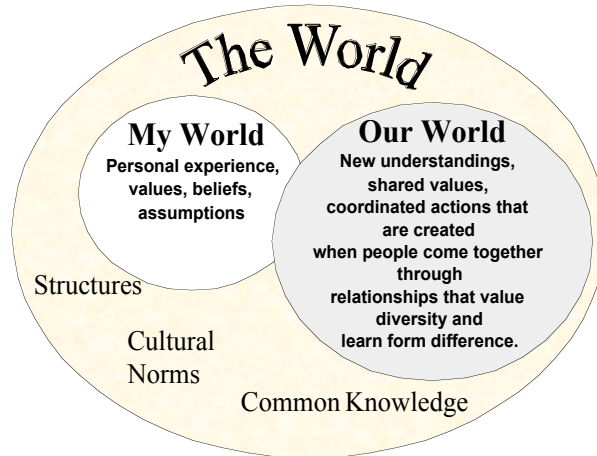 The World
My World
Personal experience,
values, beliefs,
assumptions
Our World
New understandings,
shared values,
coordinated actions that
are created
when people come together
through
relationships that value
diversity and
learn form difference.
Structures
Cultural
Norms
Common Knowledge